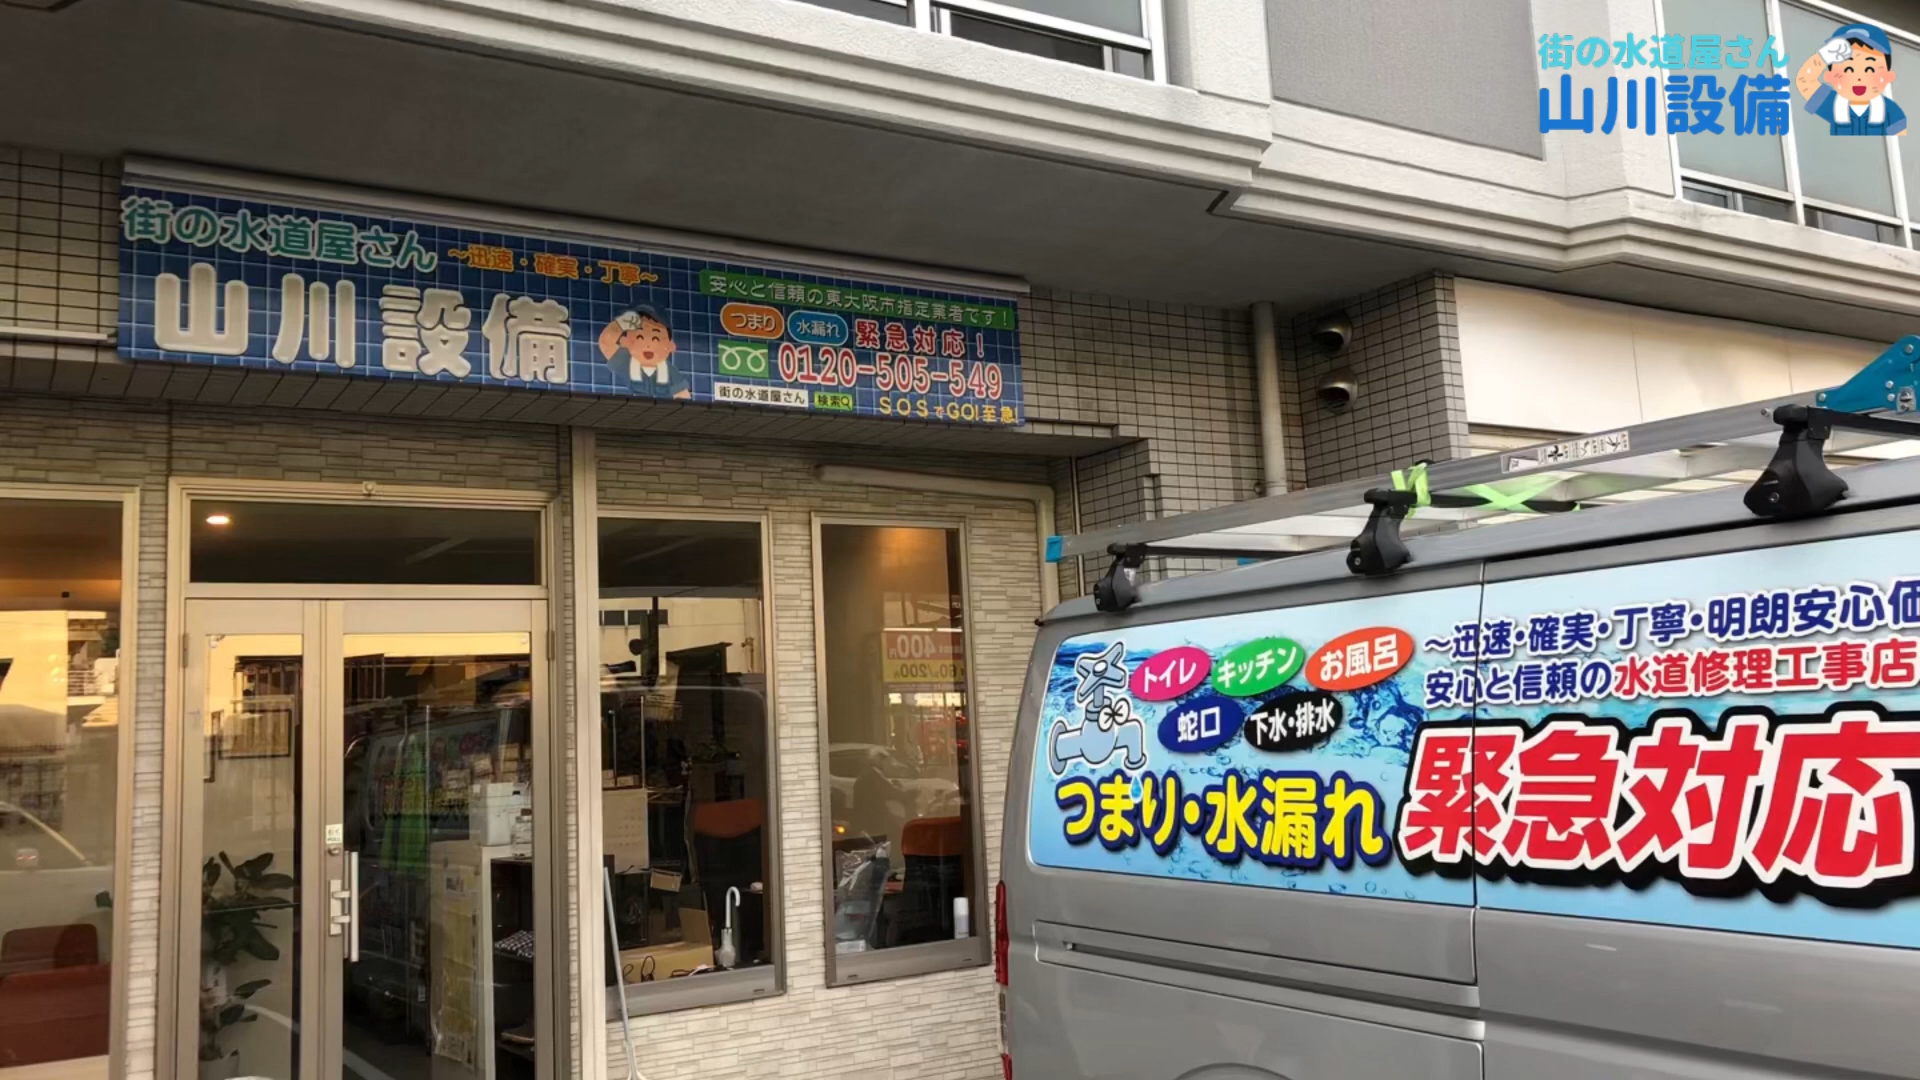 街の水道屋さん
山川設備
街の水道屋さん
～迅速・確実・丁寧～
山川設備
安心と信頼の東大阪市指定業者です！
つまり 水漏れ 緊急対応！
0120-505-549
街の水道屋さん 検索
SOSでGO!至急
400
60 /200
トイレ キッチン お風呂
蛇口 下水・排水
～迅速・確実・丁寧・明朗安心価
安心と信頼の水道修理工事店
つまり・水漏れ 緊急対応